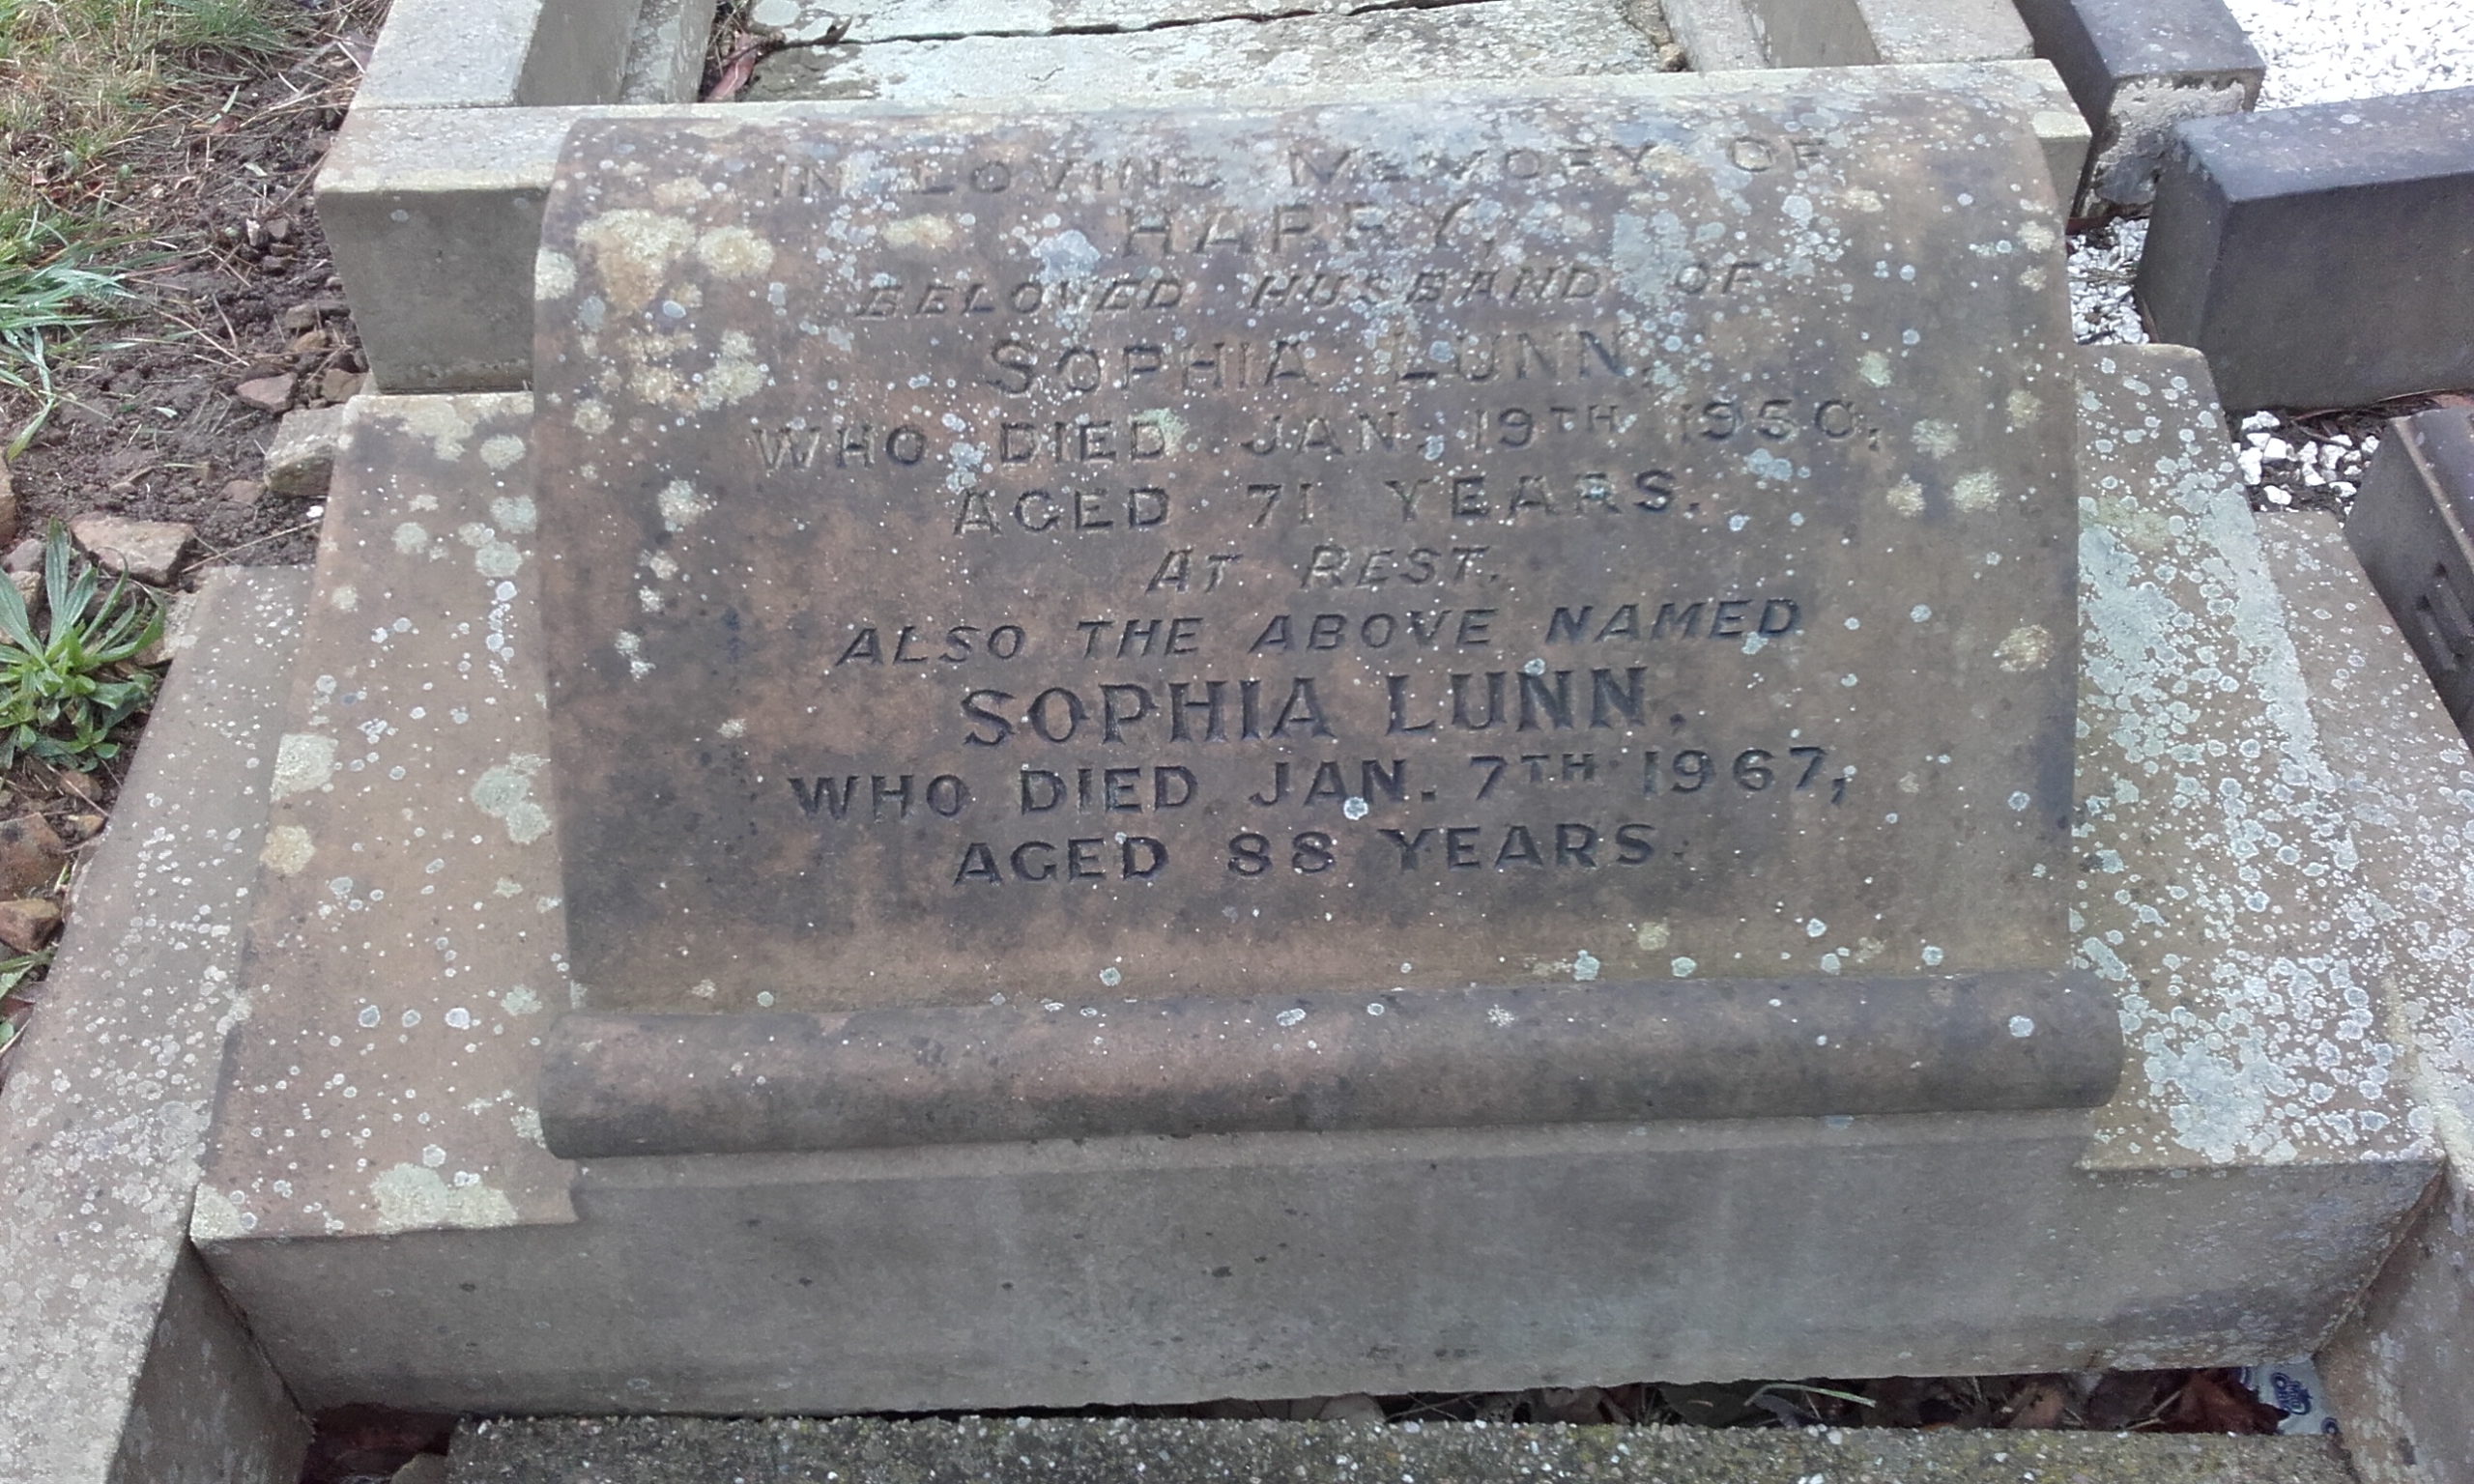 IN LOVING MEMORY OF
HARRY,
BELOVED HUSBAND OF
SOPHIA LUNN,
WHO DIED JAN. 19TH 1950,
AGED 71 YEARS.
AT REST.
ALSO THE ABOVE NAMED
SOPHIA LUNN,
WHO DIED JAN. 7TH 1967,
AGED 88 YEARS.